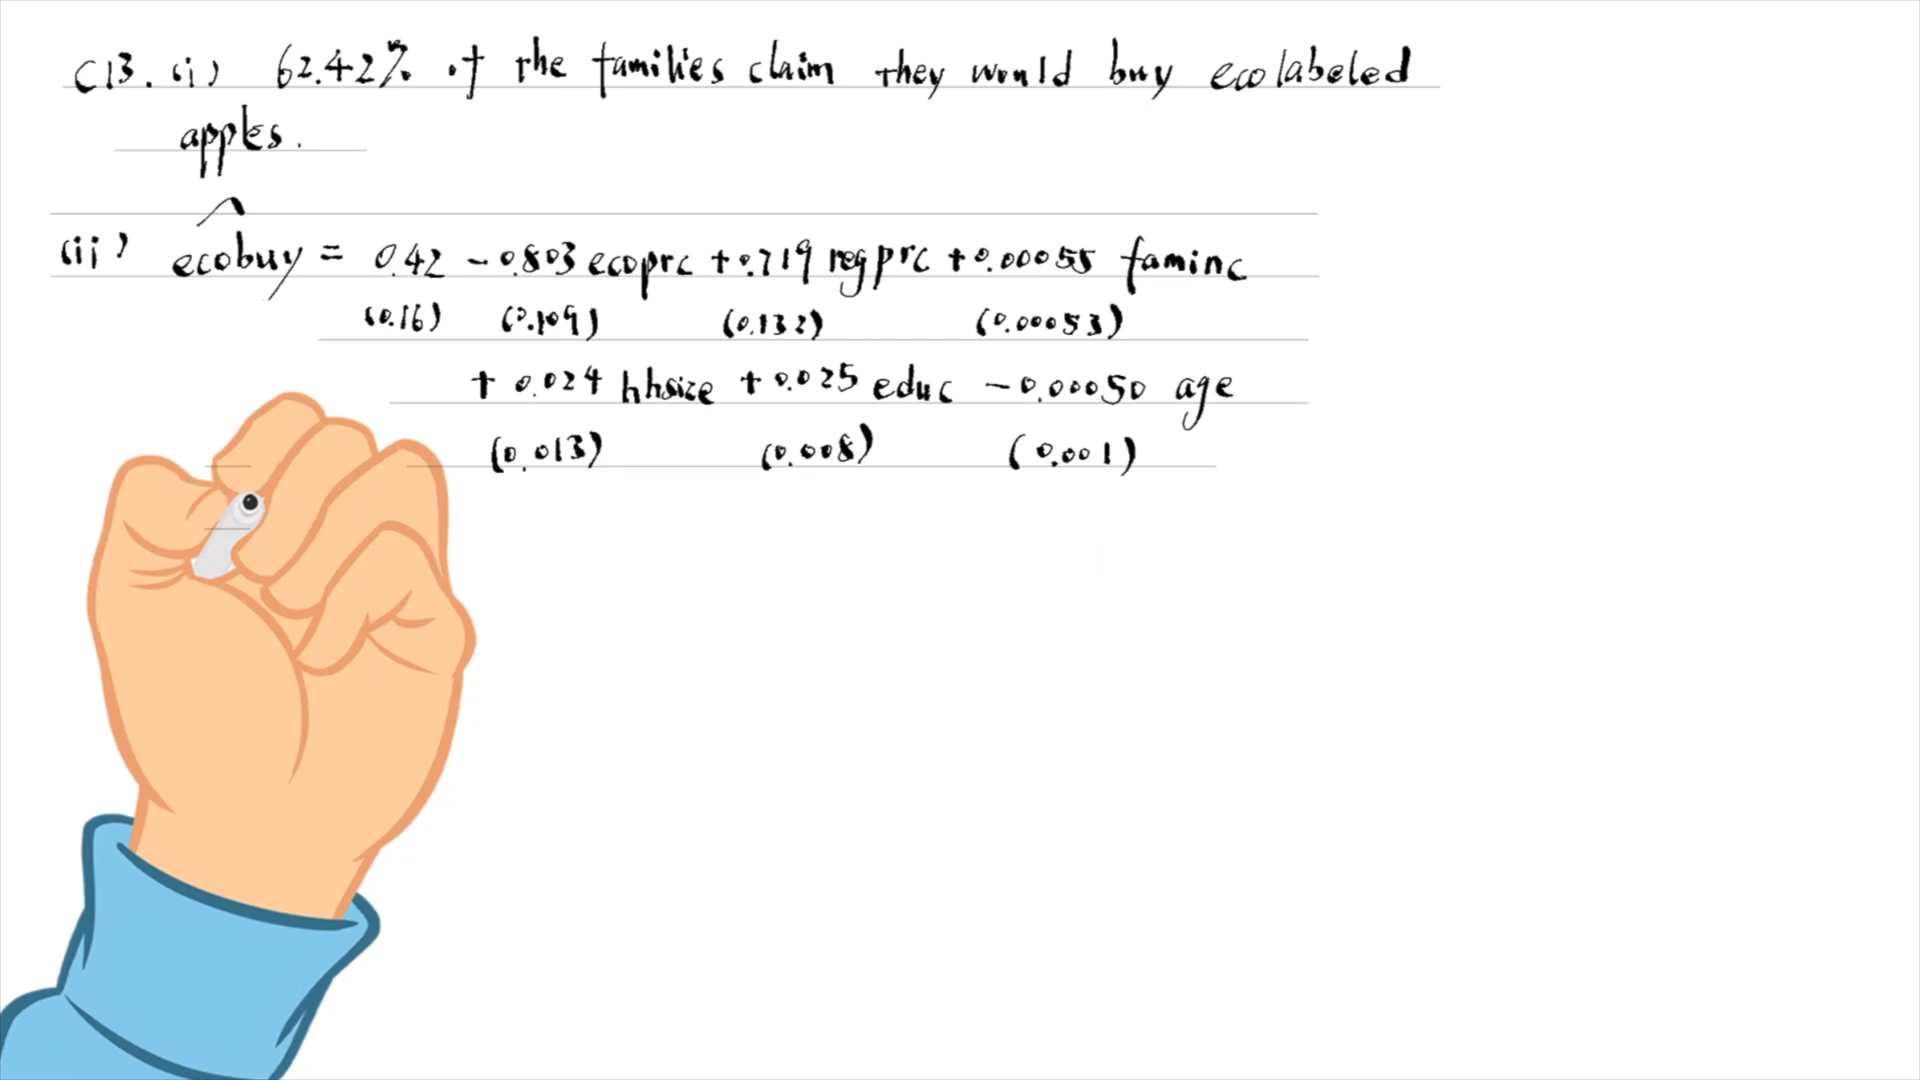 C13. (i) 62.42% of the families claim they would buy ecolabeled
apples.
(ii) ecobuy = 0.42 - 0.803 ecoprc + 0.719 regprc + 0.00055 faminc
(0.16) (0.109) (0.132) (0.00053)
+ 0.024 hhsize + 0.025 educ - 0.00050 age
(0.013) (0.008) (0.001)